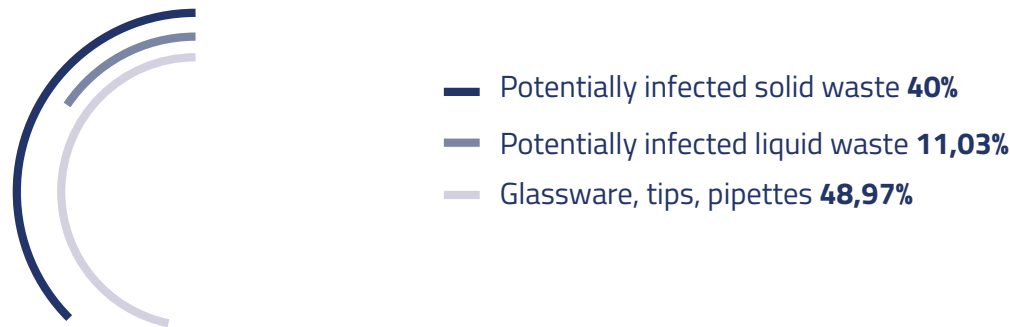 Potentially infected solid waste 40%
Potentially infected liquid waste 11,03%
Glassware, tips, pipettes 48,97%